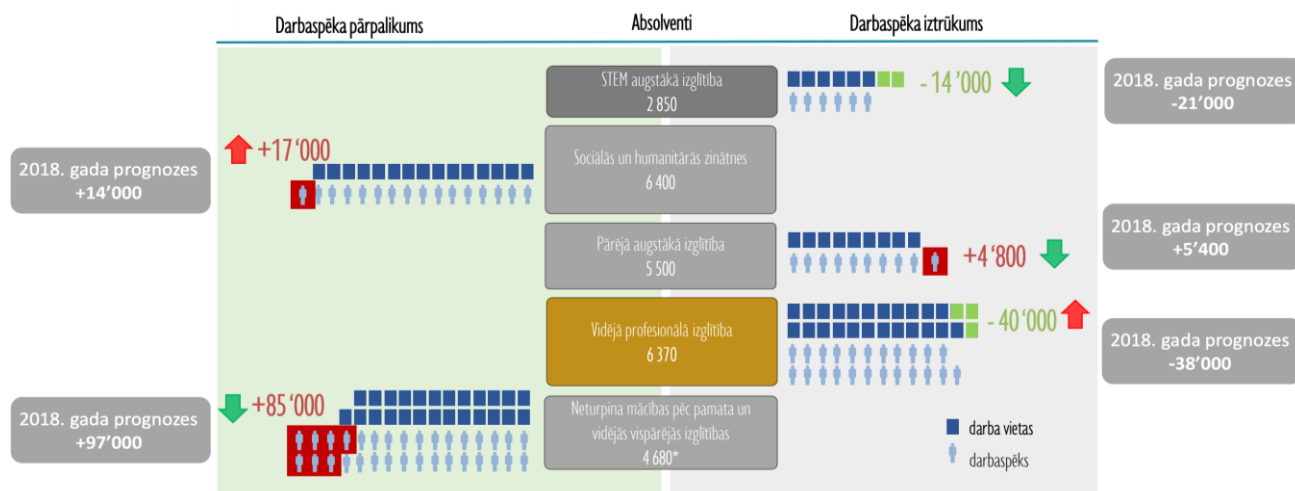 Darbaspēka pārpalikums
Absolventi
Darbaspēka iztrūkums
STEM augstākā izglītība
2 850
- 14 ‘000
2018. gada prognozes
-21’000
2018. gada prognozes
+14’000
+17 ‘000
Sociālās un humanitārās zinātnes
6 400
Pārējā augstākā izglītība
5 500
+4 ‘800
2018. gada prognozes
+5’400
Vidējā profesionālā izglītība
6 370
- 40 ‘000
2018. gada prognozes
-38’000
2018. gada prognozes
+97’000
+85 ‘000
Neturpina mācības pēc pamata un
vidējās vispārējās izglītības
4 680*
darba vietas
darbaspēks